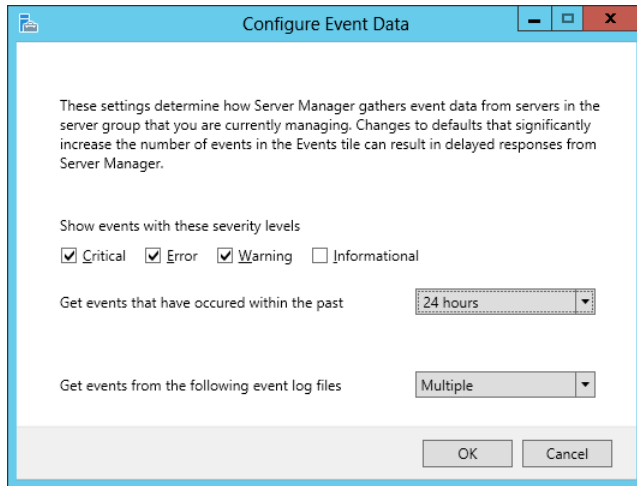 Configure Event Data
These settings determine how Server Manager gathers event data from servers in the
server group that you are currently managing. Changes to defaults that significantly
increase the number of events in the Events tile can result in delayed responses from
Server Manager.
Show events with these severity levels
Critical Error Warning Informational
Get events that have occured within the past 24 hours
Get events from the following event log files Multiple
OK Cancel